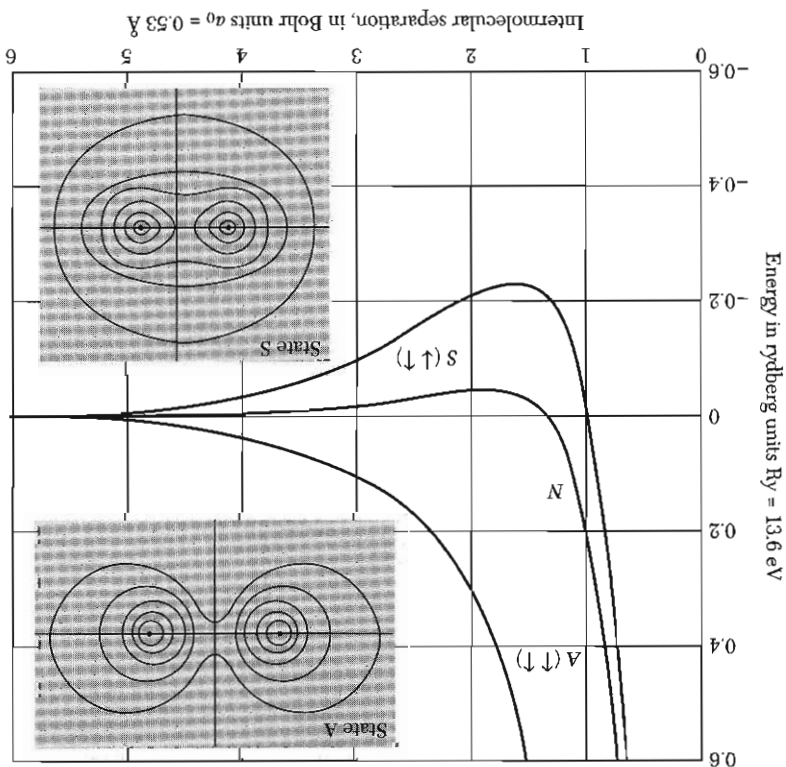 0.6
State A
A (↑↑)
0.4
0.2
N
0
S (↑↓)
State S
−0.2
−0.4
−0.6
0 1 2 3 4 5 6
Energy in rydberg units Ry = 13.6 eV
Intermolecular separation, in Bohr units a₀ = 0.53 Å